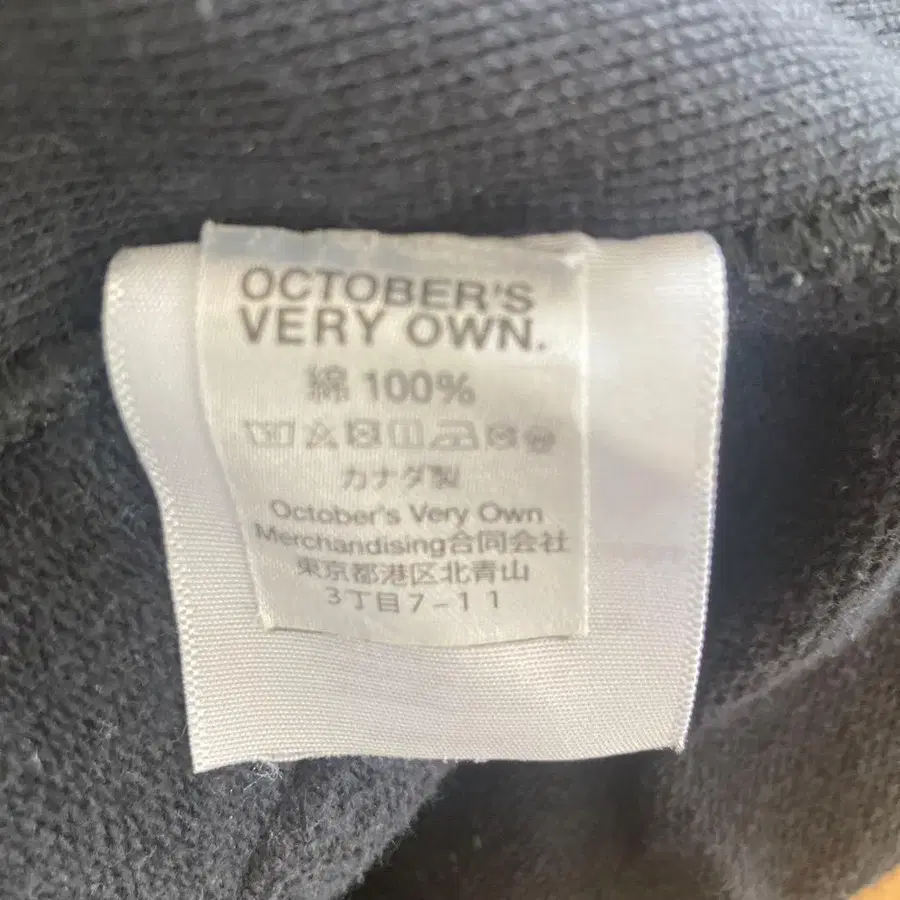 OCTOBER'S
VERY OWN.
綿 100%
カナダ製
October's Very Own
Merchandising合同会社
東京都港区北青山
3丁目7-11